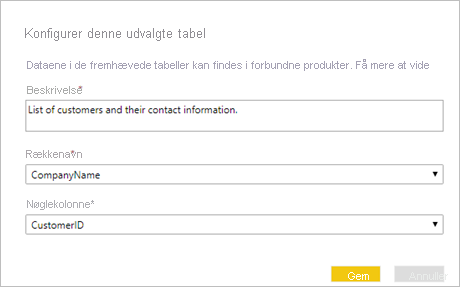 Konfigurer denne udvalgte tabel
Dataene i de fremhævede tabeller kan findes i forbundne produkter. Få mere at vide
Beskrivelse*
List of customers and their contact information.
Rækkenavn*
CompanyName
Nøglekolonne*
CustomerID
Gem Annuller